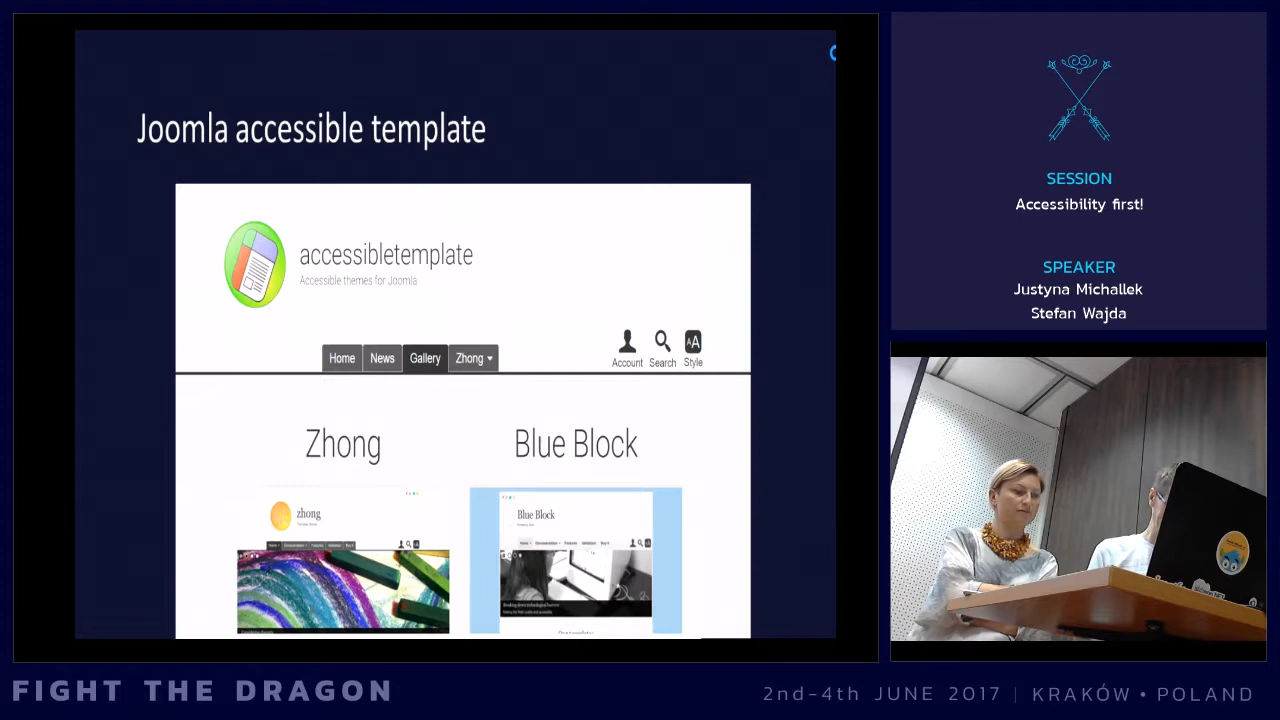 Joomla accessible template
accessibletemplate
Accessible themes for Joomla
Home News Gallery Zhong
Account Search Style
Zhong Blue Block
zhong
Blue Block
SESSION
Accessibility first!
SPEAKER
Justyna Michallek
Stefan Wajda
FIGHT THE DRAGON
2nd-4th JUNE 2017 | KRAKÓW • POLAND